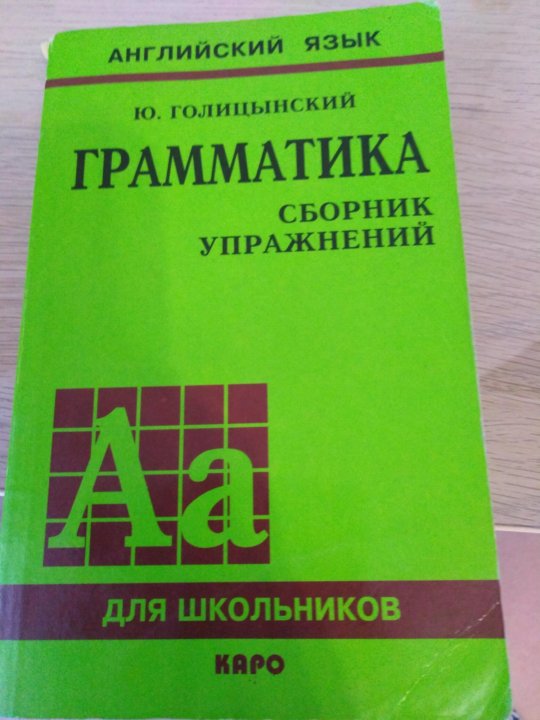 АНГЛИЙСКИЙ ЯЗЫК
Ю. ГОЛИЦЫНСКИЙ
ГРАММАТИКА
СБОРНИК
УПРАЖНЕНИЙ
Aa
ДЛЯ ШКОЛЬНИКОВ
КАРО